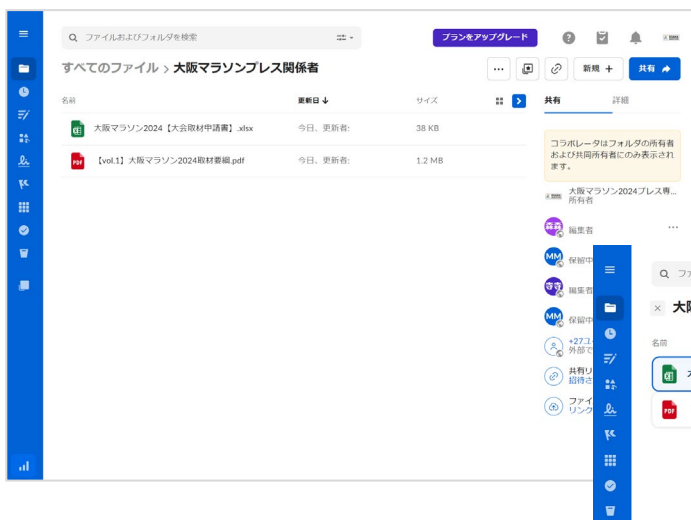 ファイルおよびフォルダを検索
プランをアップグレード
すべてのファイル > 大阪マラソンプレス関係者
新規 +
共有
名前
更新日 ↓
サイズ
共有
詳細
大阪マラソン2024【大会取材申請書】.xlsx
今日、更新者:
38 KB
PDF
【vol.1】大阪マラソン2024取材要綱.pdf
今日、更新者:
1.2 MB
コラボレータはフォルダの所有者
および共同所有者にのみ表示され
ます。
大阪マラソン2024プレス専...
所有者
編集者
MM
保留中
編集者
MM
保留中
+27ユ
外部で
共有リ
招待さ
ファイ
リンク
ファ
× 大阪
名前
大
PDF